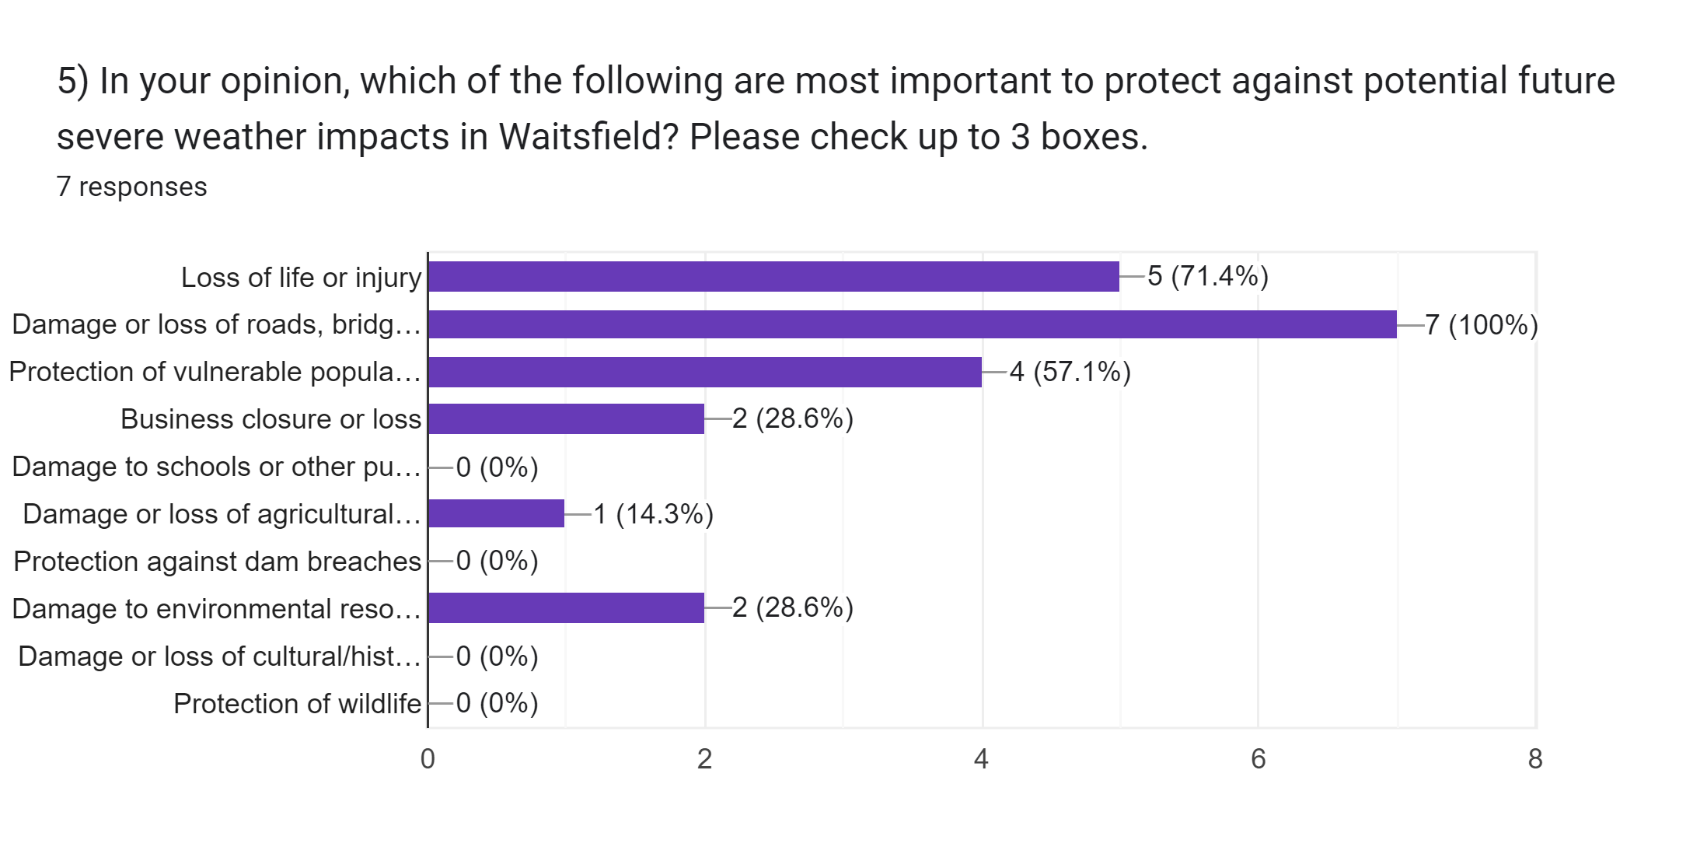 5) In your opinion, which of the following are most important to protect against potential future
severe weather impacts in Waitsfield? Please check up to 3 boxes.
7 responses
Loss of life or injury 5 (71.4%)
Damage or loss of roads, bridg… 7 (100%)
Protection of vulnerable popula… 4 (57.1%)
Business closure or loss 2 (28.6%)
Damage to schools or other pu… 0 (0%)
Damage or loss of agricultural… 1 (14.3%)
Protection against dam breaches 0 (0%)
Damage to environmental reso… 2 (28.6%)
Damage or loss of cultural/hist… 0 (0%)
Protection of wildlife 0 (0%)
0 2 4 6 8